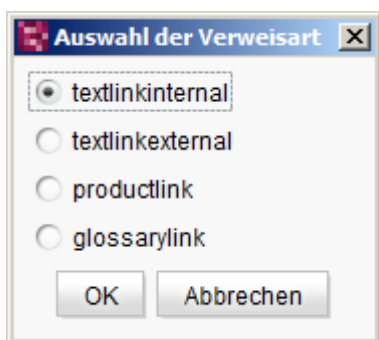 Auswahl der Verweisart
textlinkinternal
textlinkexternal
productlink
glossarylink
OK Abbrechen